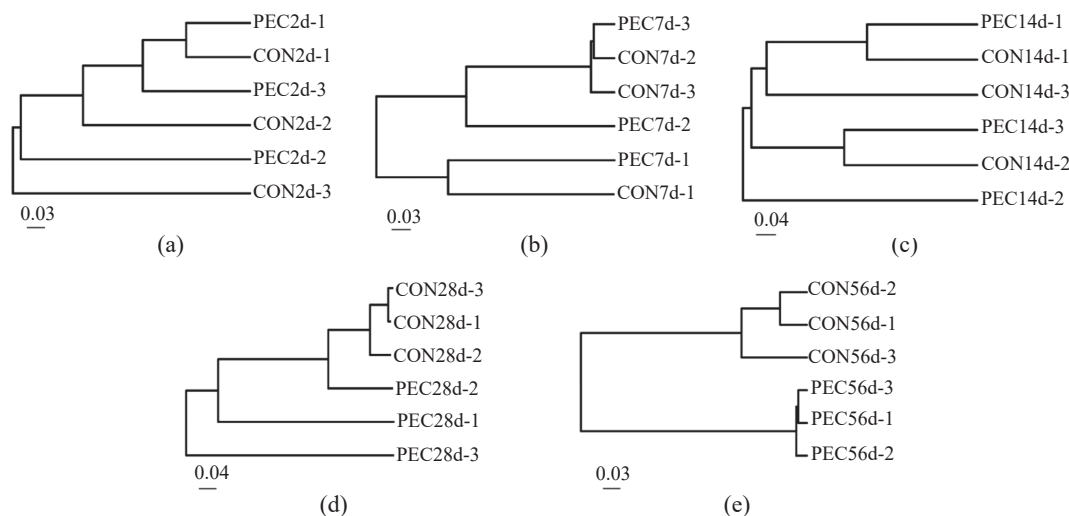 PEC2d-1
CON2d-1
PEC2d-3
CON2d-2
PEC2d-2
CON2d-3
0.03
(a)
PEC7d-3
CON7d-2
CON7d-3
PEC7d-2
PEC7d-1
CON7d-1
0.03
(b)
PEC14d-1
CON14d-1
CON14d-3
PEC14d-3
CON14d-2
PEC14d-2
0.04
(c)
CON28d-3
CON28d-1
CON28d-2
PEC28d-2
PEC28d-1
PEC28d-3
0.04
(d)
CON56d-2
CON56d-1
CON56d-3
PEC56d-3
PEC56d-1
PEC56d-2
0.03
(e)